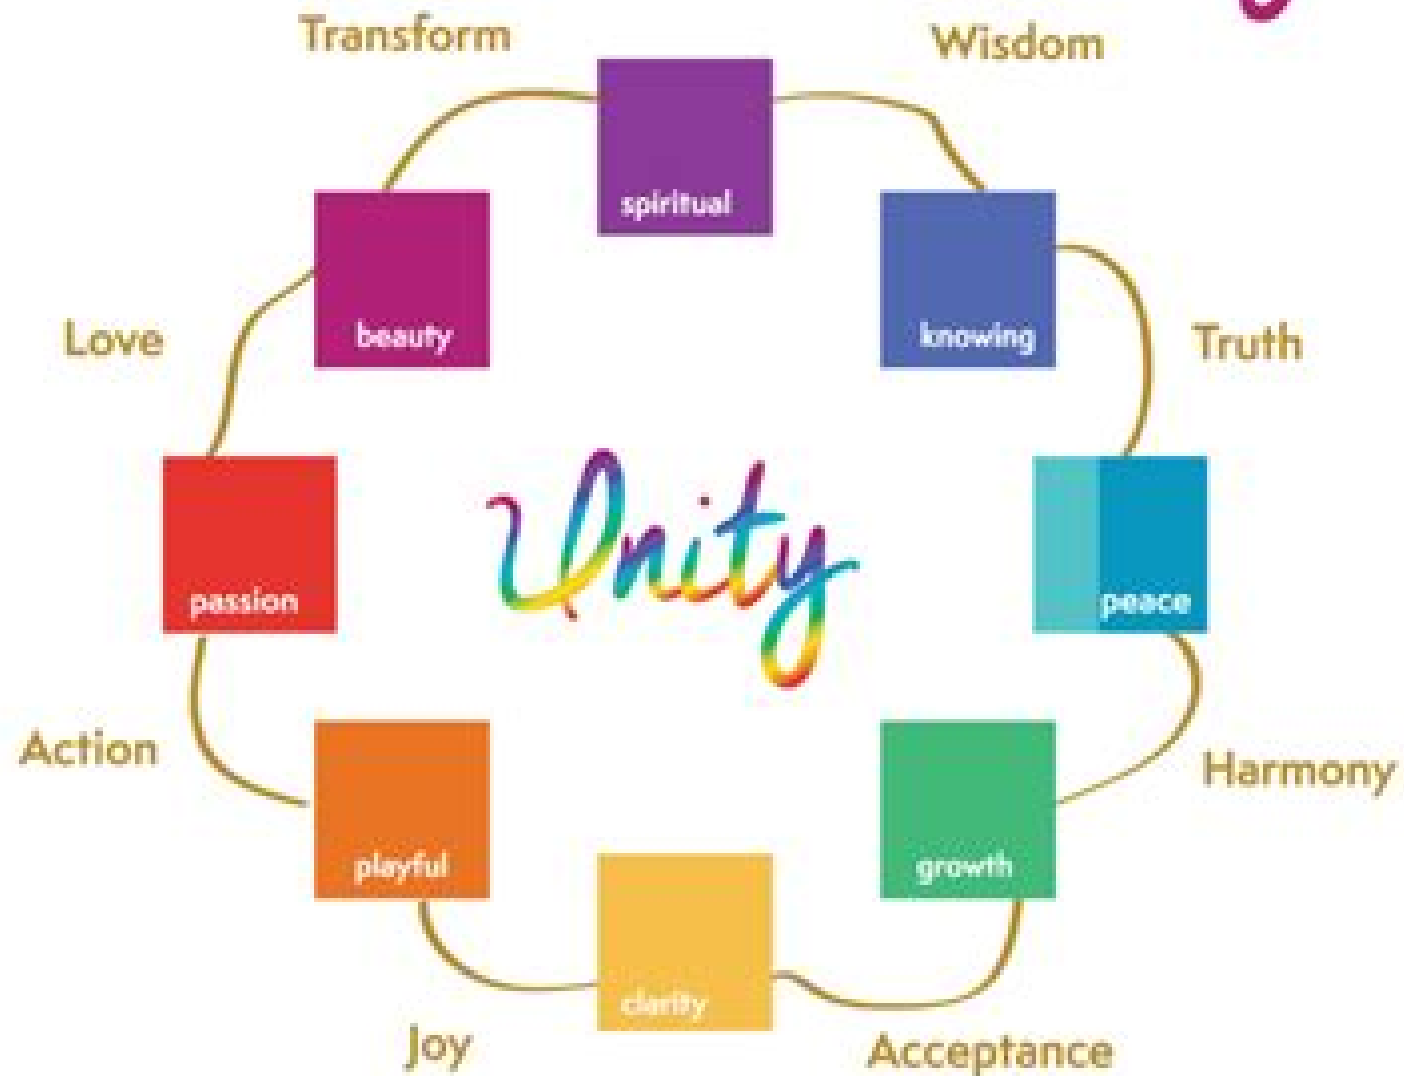 Transform
Wisdom
spiritual
beauty
knowing
Love
Truth
Unity
passion
peace
Action
Harmony
playful
growth
clarity
Joy
Acceptance